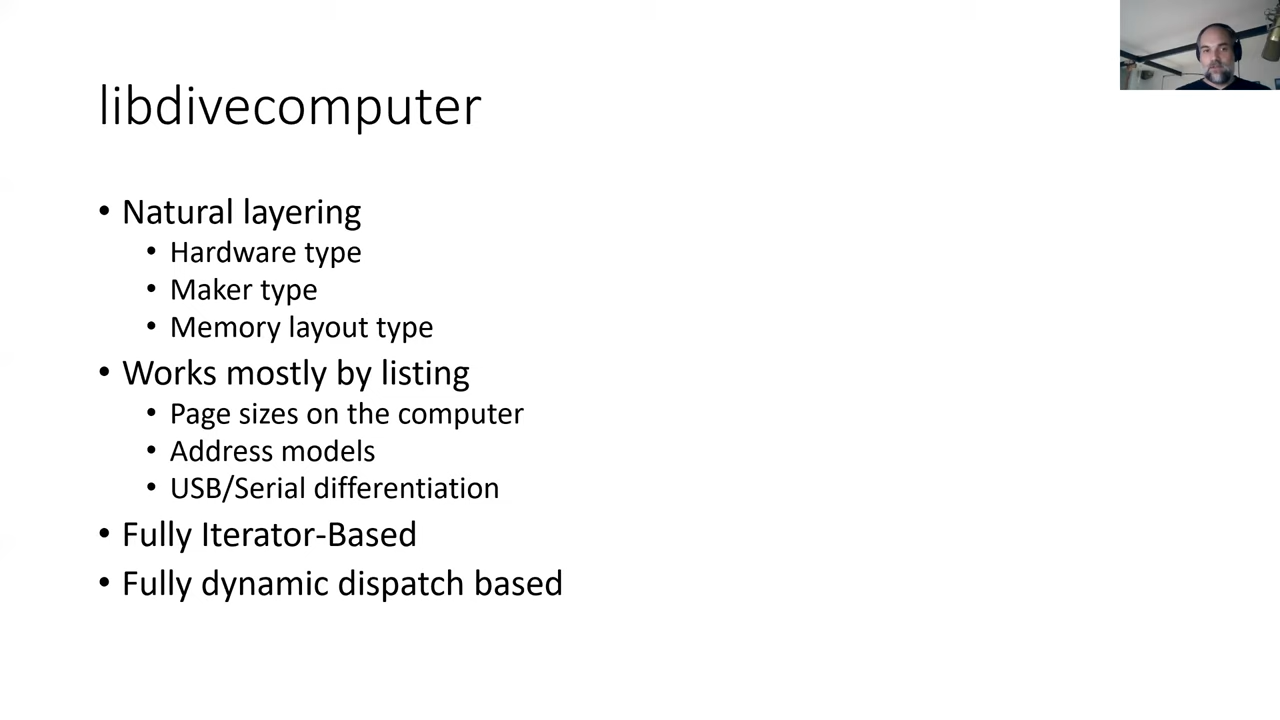 libdivecomputer
• Natural layering
• Hardware type
• Maker type
• Memory layout type
• Works mostly by listing
• Page sizes on the computer
• Address models
• USB/Serial differentiation
• Fully Iterator-Based
• Fully dynamic dispatch based